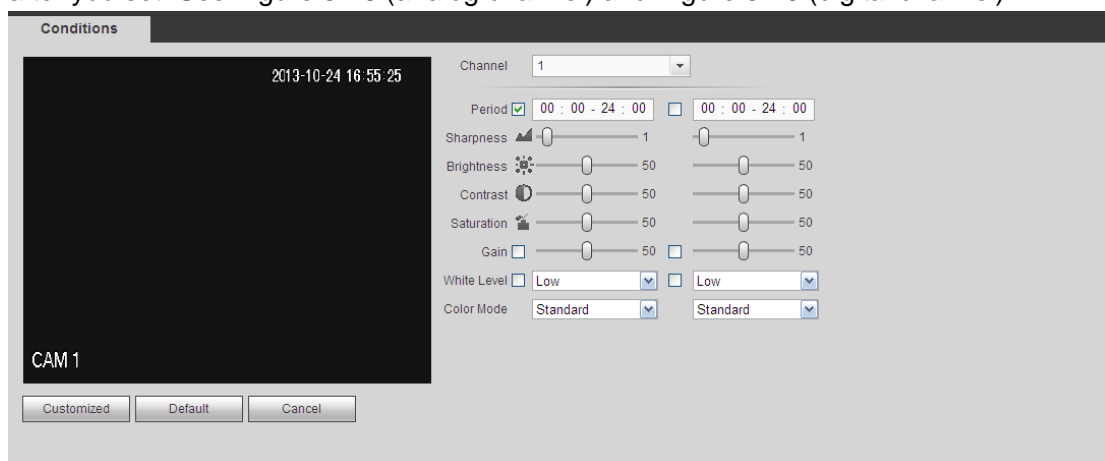 Conditions
2013-10-24 16:55:25
CAM 1
Channel 1
Period 00 : 00 - 24 : 00 00 : 00 - 24 : 00
Sharpness 1 1
Brightness 50 50
Contrast 50 50
Saturation 50 50
Gain 50 50
White Level Low Low
Color Mode Standard Standard
Customized Default Cancel